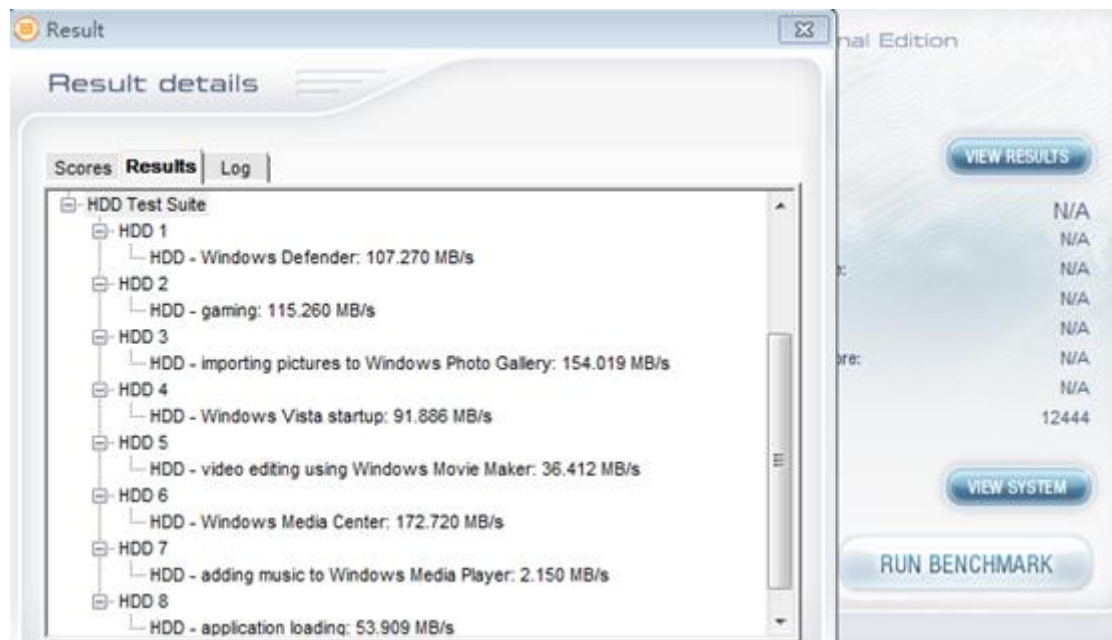 Result
nal Edition
Result details
VIEW RESULTS
Scores Results Log
HDD Test Suite
HDD 1
HDD - Windows Defender: 107.270 MB/s
HDD 2
HDD - gaming: 115.260 MB/s
HDD 3
HDD - importing pictures to Windows Photo Gallery: 154.019 MB/s
HDD 4
HDD - Windows Vista startup: 91.886 MB/s
HDD 5
HDD - video editing using Windows Movie Maker: 36.412 MB/s
HDD 6
HDD - Windows Media Center: 172.720 MB/s
HDD 7
HDD - adding music to Windows Media Player: 2.150 MB/s
HDD 8
HDD - application loading: 53.909 MB/s
N/A
N/A
N/A
N/A
N/A
ore: N/A
N/A
12444
VIEW SYSTEM
RUN BENCHMARK